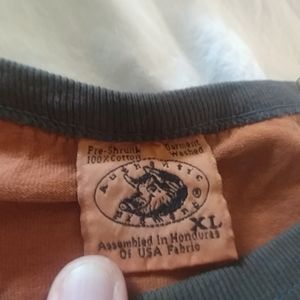 Pre-Shrunk Garment
100% Cotton Washed
Authentic
®
XL
Assembled In Honduras
Of USA Fabric